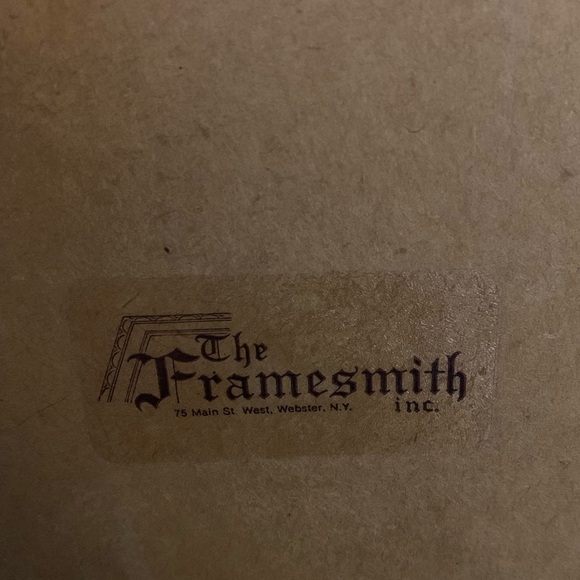 The
Framesmith
75 Main St West, Webster, N.Y. inc.